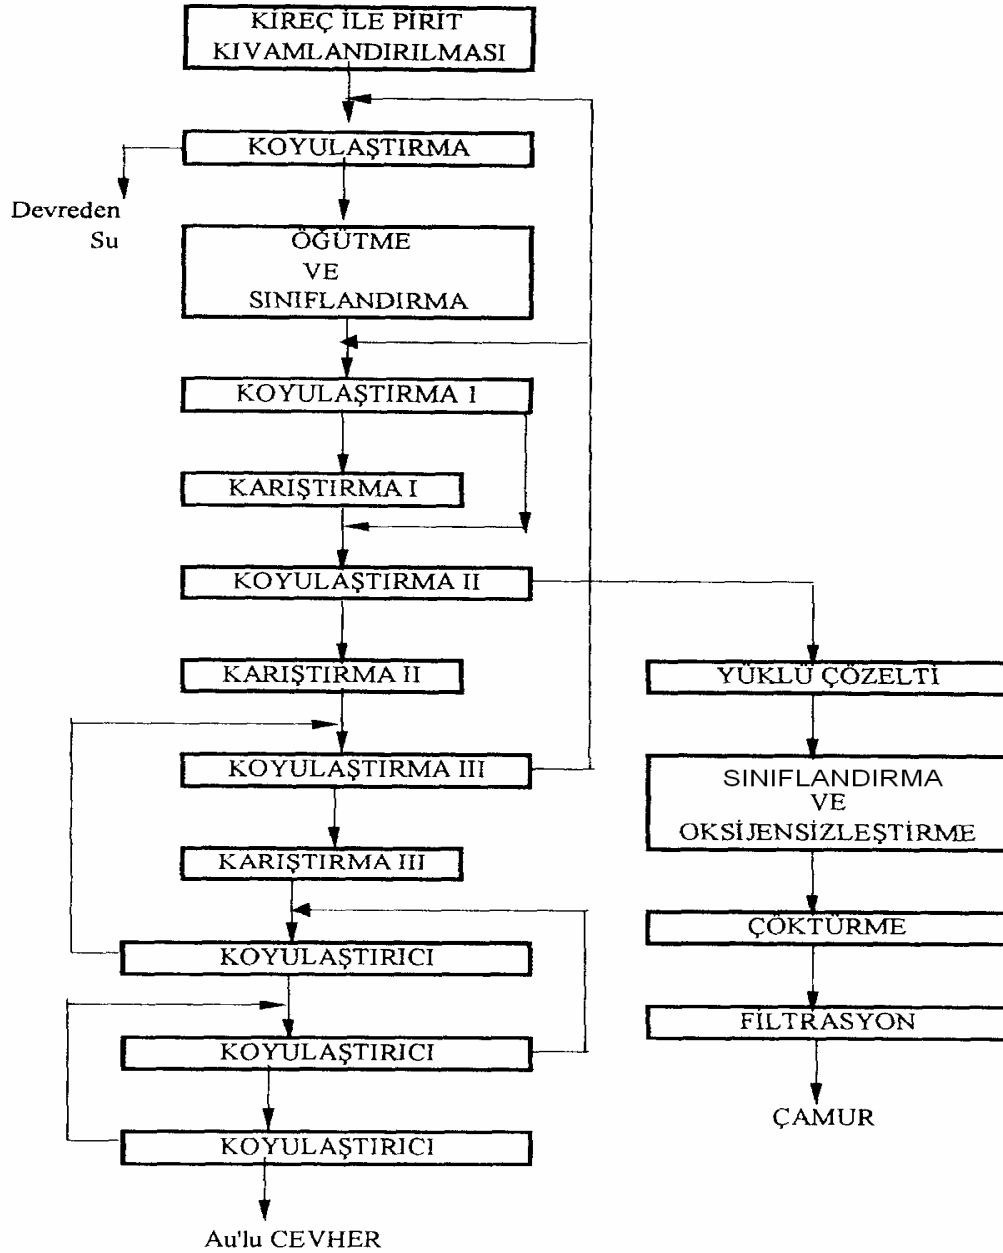 KİREÇ İLE PİRİT
KIVAMLANDIRILMASI
KOYULAŞTIRMA
Devreden
Su
ÖĞÜTME
VE
SINIFLANDIRMA
KOYULAŞTIRMA I
KARIŞTIRMA I
KOYULAŞTIRMA II
KARIŞTIRMA II
KOYULAŞTIRMA III
KARIŞTIRMA III
KOYULAŞTIRICI
KOYULAŞTIRICI
KOYULAŞTIRICI
Au'lu CEVHER
YÜKLÜ ÇÖZELTİ
SINIFLANDIRMA
VE
OKSİJENSİZLEŞTİRME
ÇÖKTÜRME
FİLTRASYON
ÇAMUR